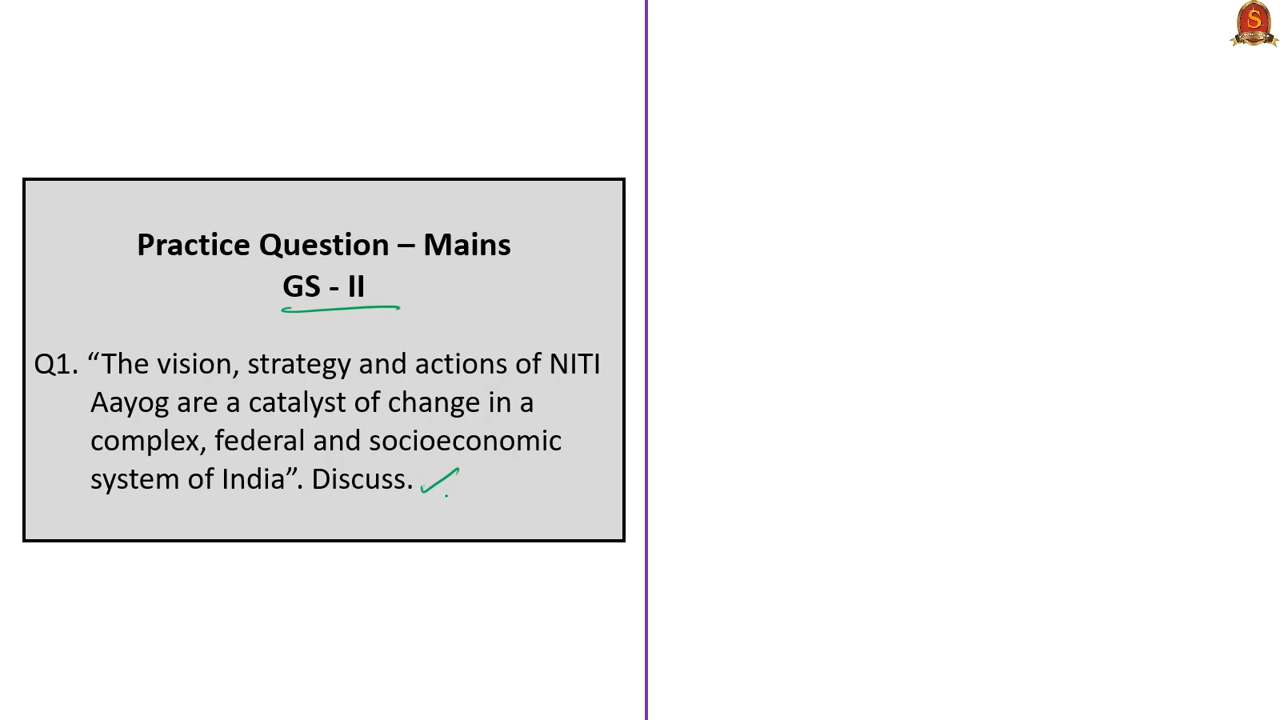 Practice Question – Mains
GS - II
Q1. “The vision, strategy and actions of NITI
Aayog are a catalyst of change in a
complex, federal and socioeconomic
system of India”. Discuss.
S